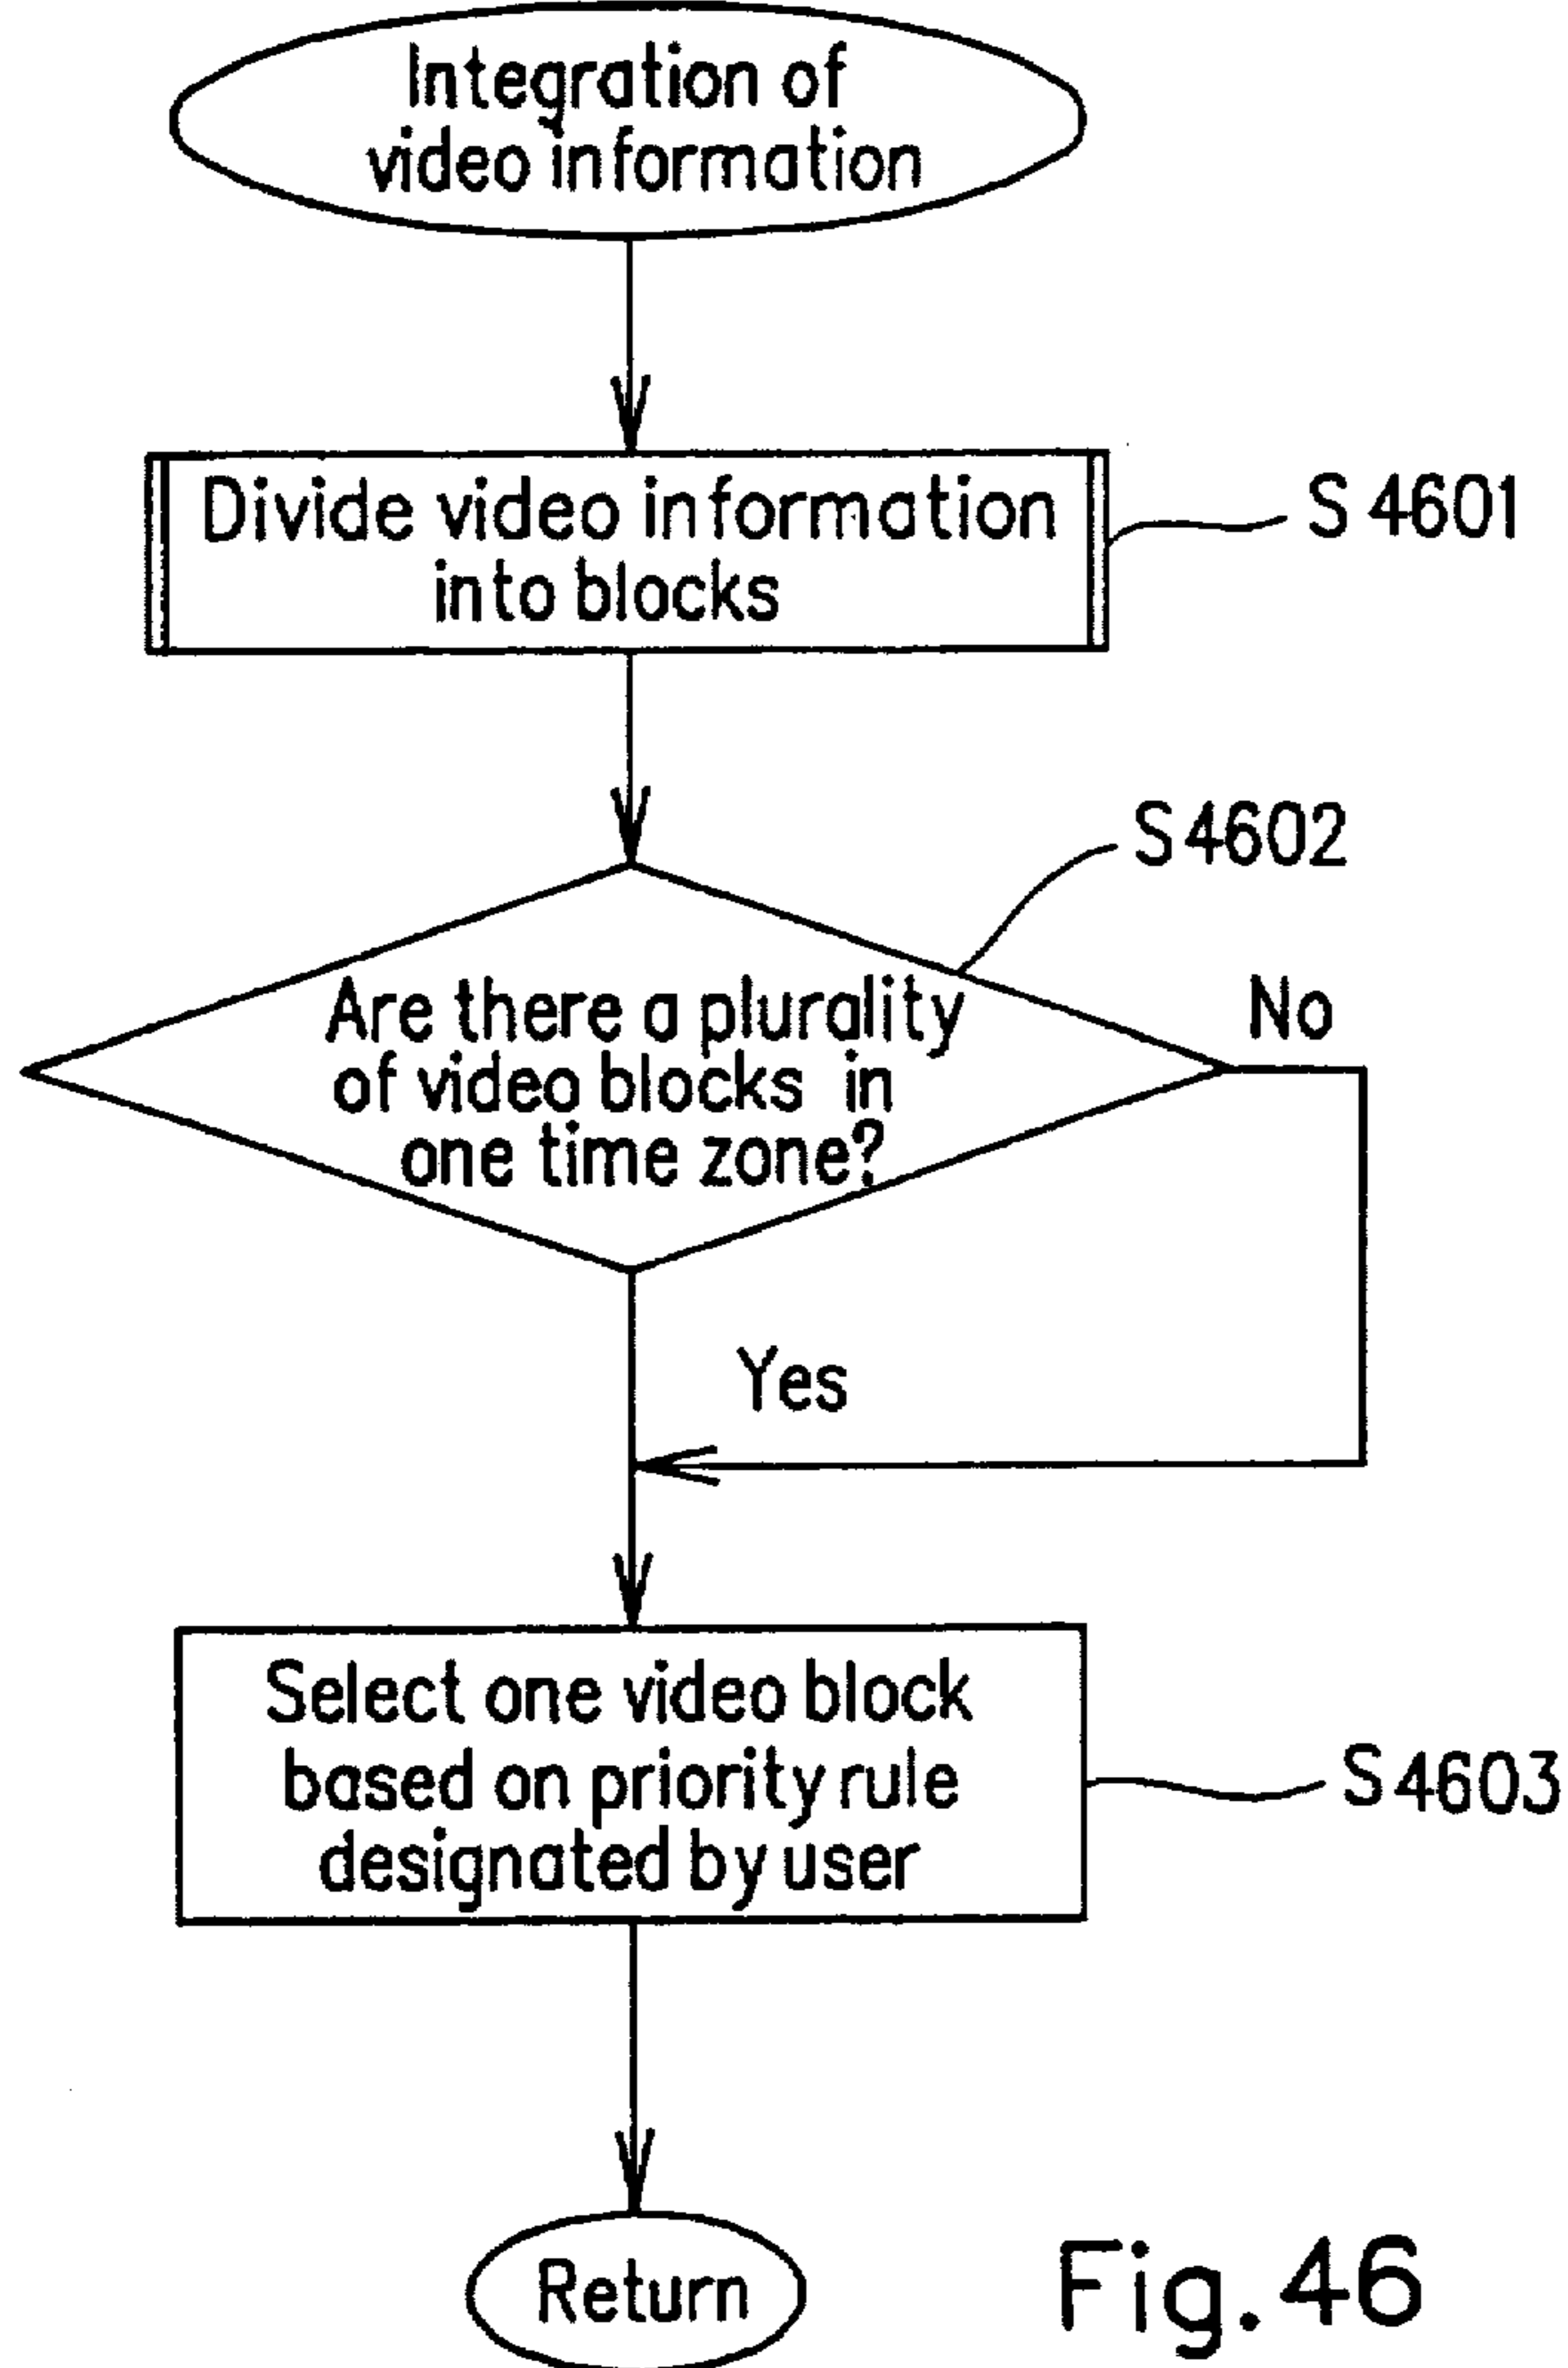 Integration of
video information
Divide video information
into blocks
S4601
S4602
Are there a plurality
of video blocks in
one time zone?
No
Yes
Select one video block
based on priority rule
designated by user
S4603
Return
Fig.46